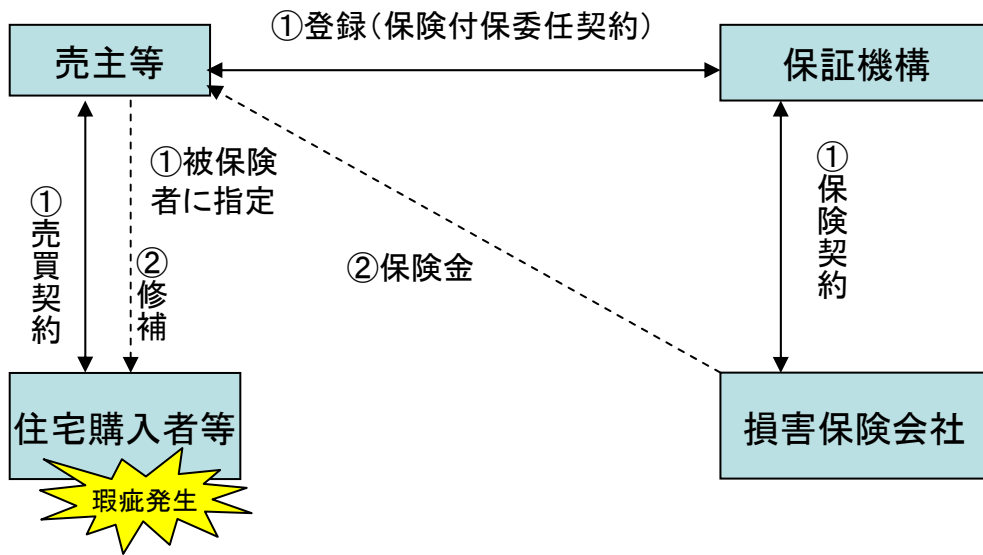 ①登録(保険付保委任契約)
売主等
保証機構
①被保険
者に指定
①売買契約
②修補
②保険金
①保険契約
住宅購入者等
損害保険会社
瑕疵発生